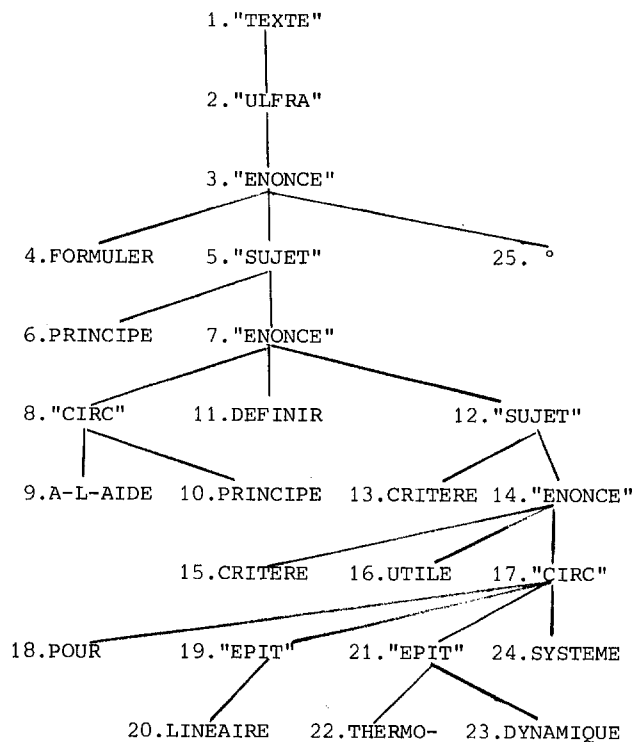 1."TEXTE"
2."ULFRA"
3."ENONCE"
4.FORMULER 5."SUJET" 25. °
6.PRINCIPE 7."ENONCE"
8."CIRC" 11.DEFINIR 12."SUJET"
9.A-L-AIDE 10.PRINCIPE 13.CRITERE 14."ENONCE"
15.CRITERE 16.UTILE 17."CIRC"
18.POUR 19."EPIT" 21."EPIT" 24.SYSTEME
20.LINEAIRE 22.THERMO- 23.DYNAMIQUE